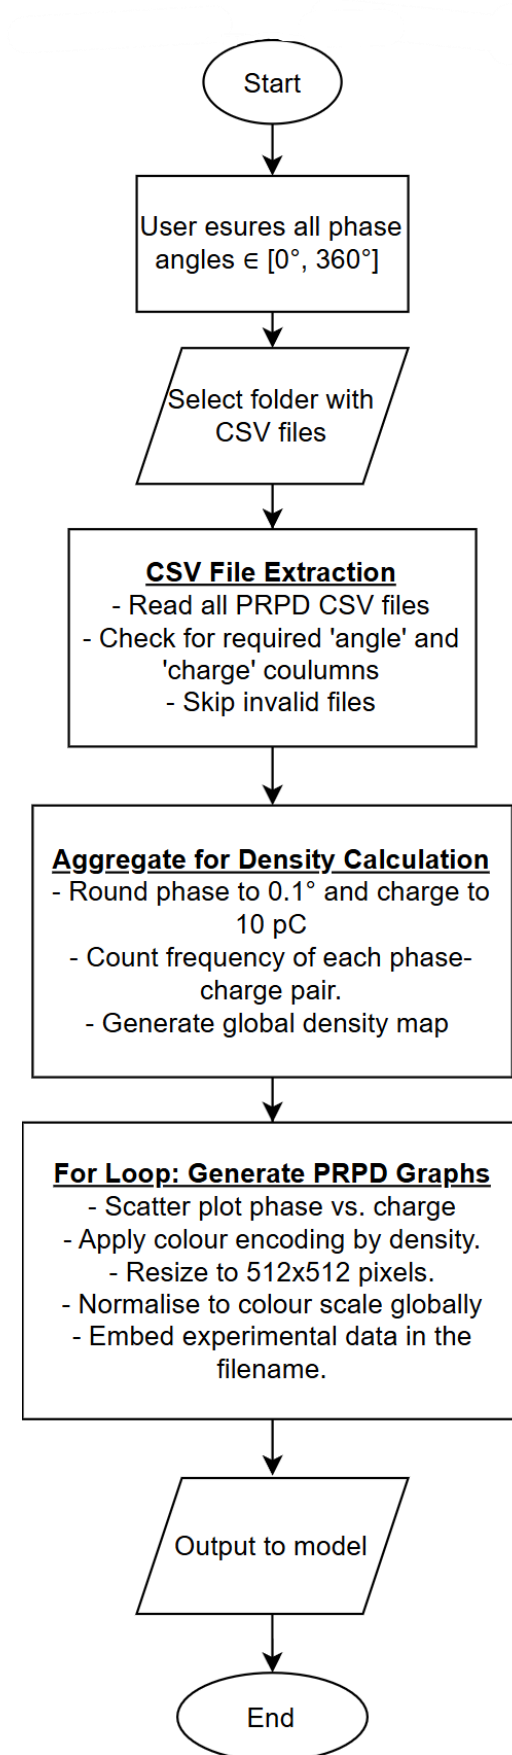 Start
User esures all phase
angles ∈ [0°, 360°]
Select folder with
CSV files
CSV File Extraction
- Read all PRPD CSV files
- Check for required 'angle' and
'charge' coulumns
- Skip invalid files
Aggregate for Density Calculation
- Round phase to 0.1° and charge to
10 pC
- Count frequency of each phase-
charge pair.
- Generate global density map
For Loop: Generate PRPD Graphs
- Scatter plot phase vs. charge
- Apply colour encoding by density.
- Resize to 512x512 pixels.
- Normalise to colour scale globally
- Embed experimental data in the
filename.
Output to model
End